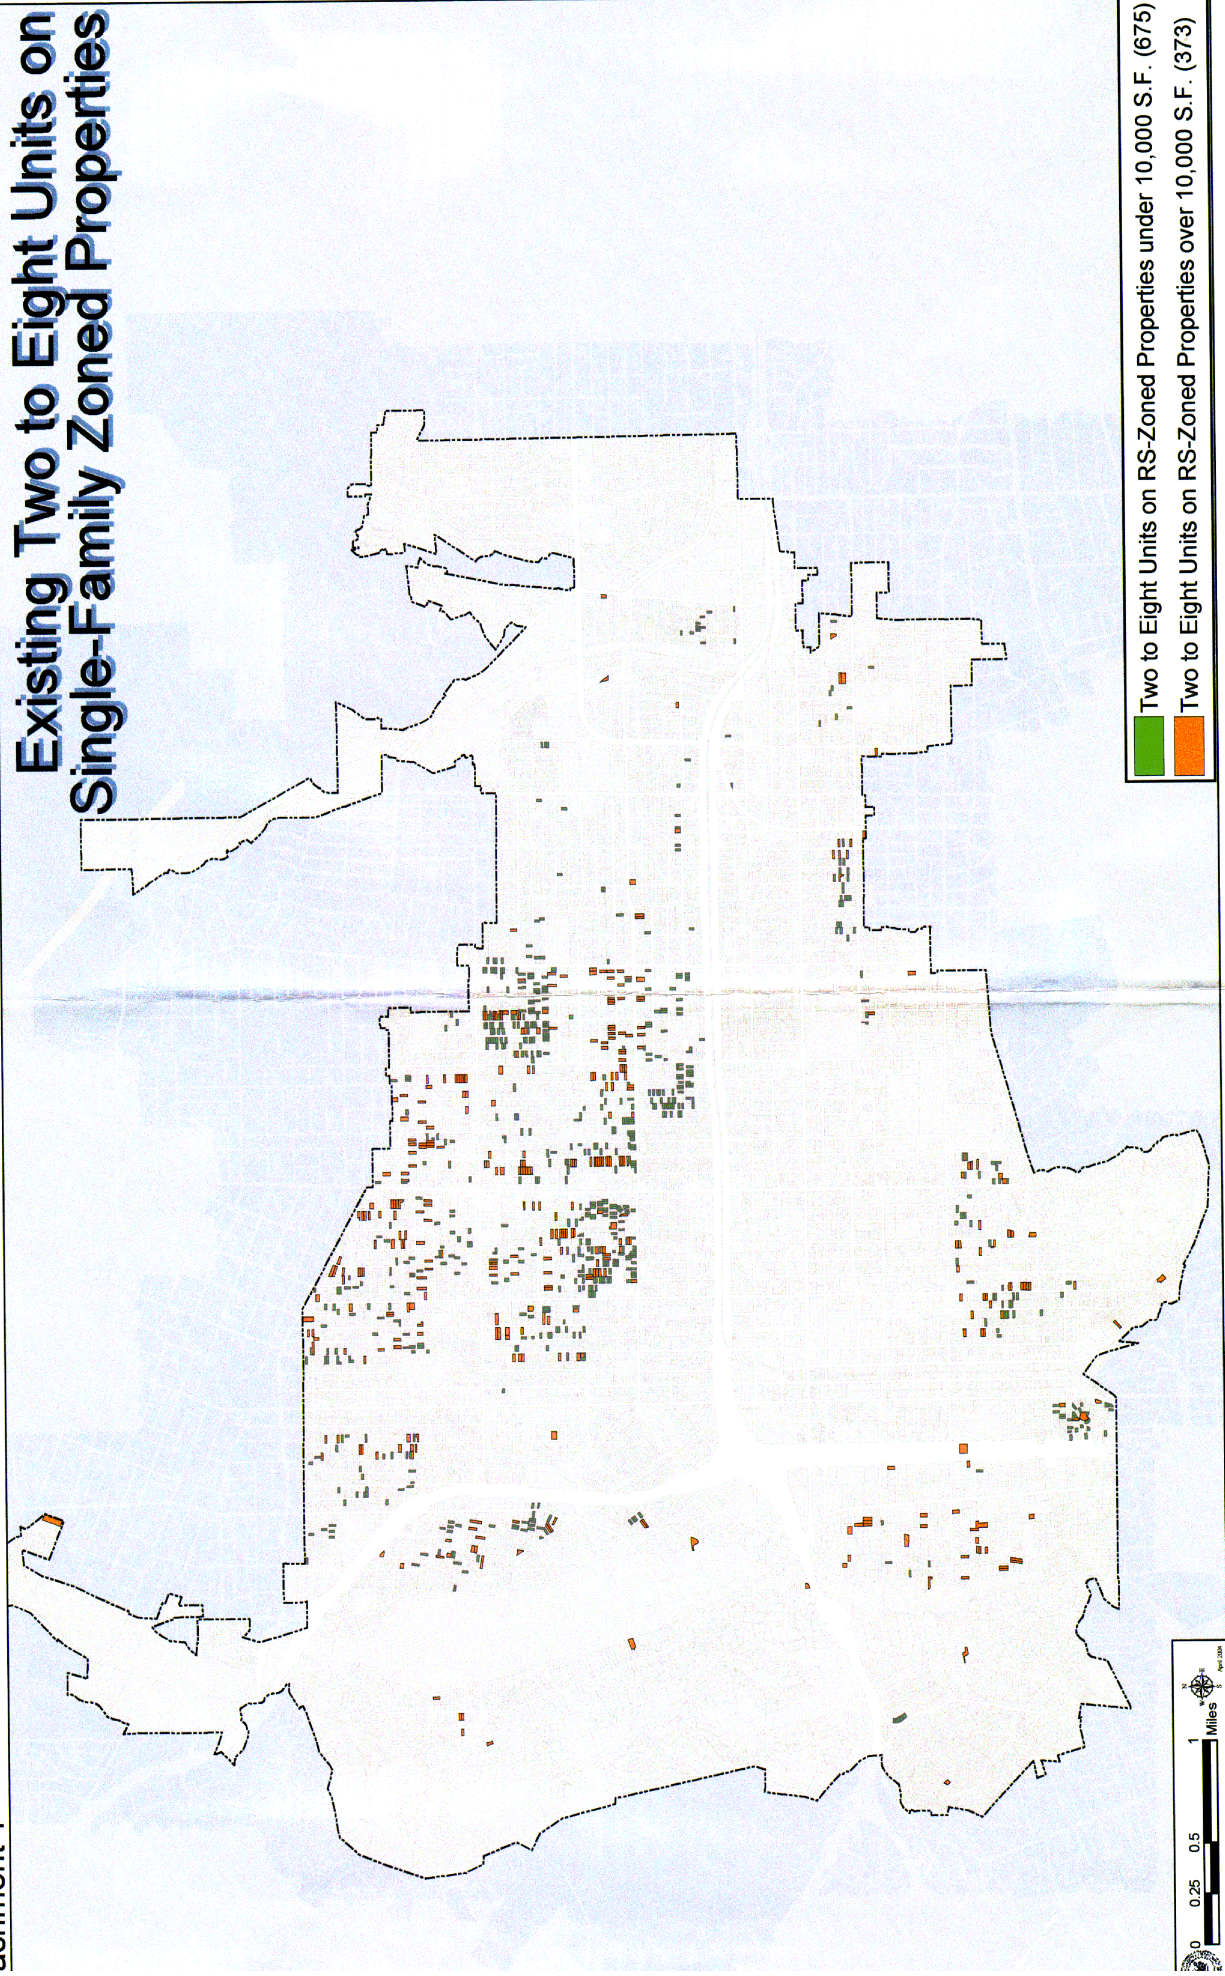 Existing Two to Eight Units on
Single-Family Zoned Properties
Two to Eight Units on RS-Zoned Properties under 10,000 S.F. (675)
Two to Eight Units on RS-Zoned Properties over 10,000 S.F. (373)
0 0.25 0.5 1
Miles
N
W E
S
April 2004